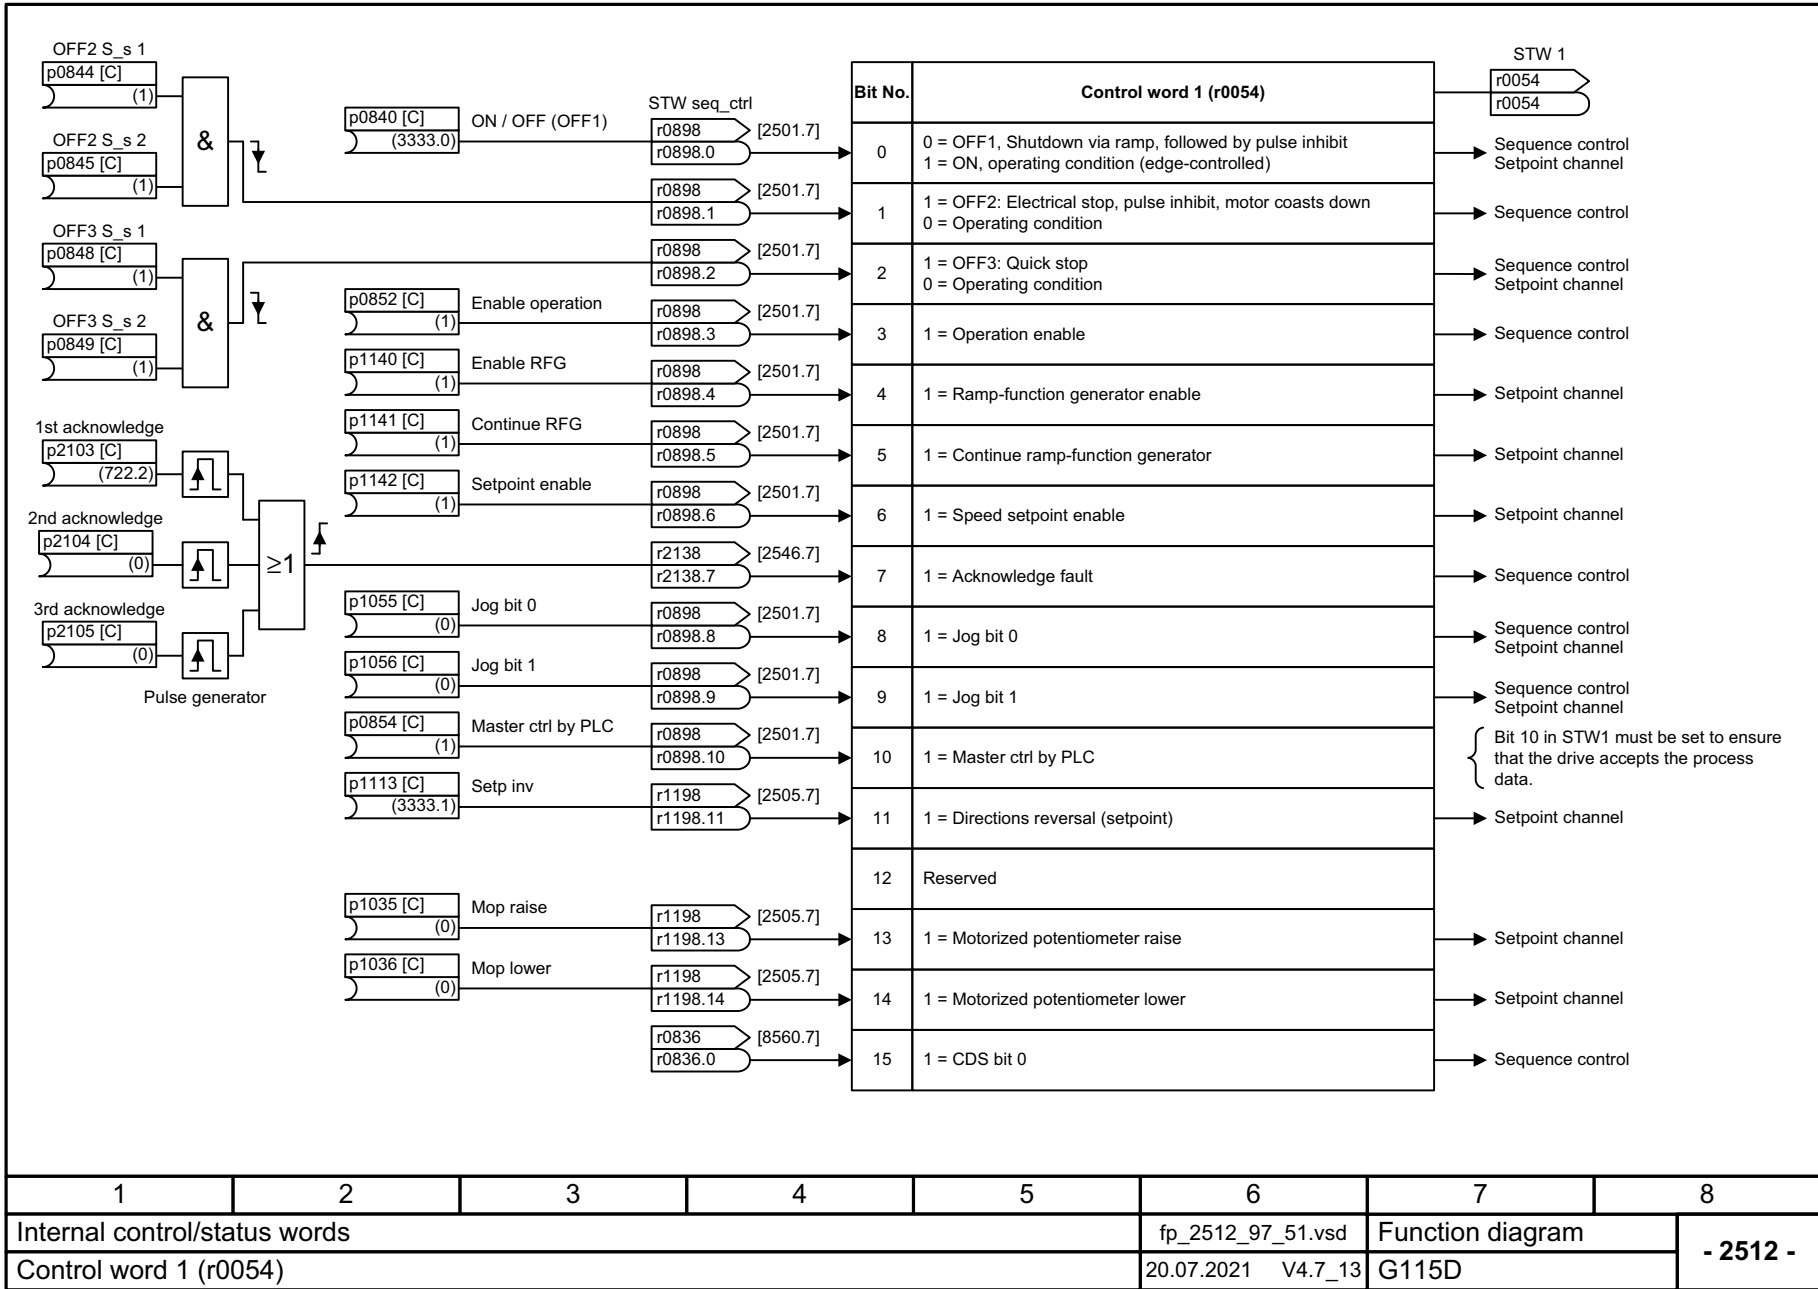 OFF2 S_s 1
p0844 [C]
(1)
OFF2 S_s 2
p0845 [C]
(1)
&
OFF3 S_s 1
p0848 [C]
(1)
OFF3 S_s 2
p0849 [C]
(1)
&
1st acknowledge
p2103 [C]
(722.2)
2nd acknowledge
p2104 [C]
(0)
3rd acknowledge
p2105 [C]
(0)
≥1
Pulse generator
p0840 [C]
(3333.0)
ON / OFF (OFF1)
p0852 [C]
(1)
Enable operation
p1140 [C]
(1)
Enable RFG
p1141 [C]
(1)
Continue RFG
p1142 [C]
(1)
Setpoint enable
p1055 [C]
(0)
Jog bit 0
p1056 [C]
(0)
Jog bit 1
p0854 [C]
(1)
Master ctrl by PLC
p1113 [C]
(3333.1)
Setp inv
p1035 [C]
(0)
Mop raise
p1036 [C]
(0)
Mop lower
STW seq_ctrl
r0898 [2501.7]
r0898.0
r0898 [2501.7]
r0898.1
r0898 [2501.7]
r0898.2
r0898 [2501.7]
r0898.3
r0898 [2501.7]
r0898.4
r0898 [2501.7]
r0898.5
r0898 [2501.7]
r0898.6
r2138 [2546.7]
r2138.7
r0898 [2501.7]
r0898.8
r0898 [2501.7]
r0898.9
r0898 [2501.7]
r0898.10
r1198 [2505.7]
r1198.11
r1198 [2505.7]
r1198.13
r1198 [2505.7]
r1198.14
r0836 [8560.7]
r0836.0
Bit No. Control word 1 (r0054)
0 0 = OFF1, Shutdown via ramp, followed by pulse inhibit
1 = ON, operating condition (edge-controlled)
1 1 = OFF2: Electrical stop, pulse inhibit, motor coasts down
0 = Operating condition
2 1 = OFF3: Quick stop
0 = Operating condition
3 1 = Operation enable
4 1 = Ramp-function generator enable
5 1 = Continue ramp-function generator
6 1 = Speed setpoint enable
7 1 = Acknowledge fault
8 1 = Jog bit 0
9 1 = Jog bit 1
10 1 = Master ctrl by PLC
11 1 = Directions reversal (setpoint)
12 Reserved
13 1 = Motorized potentiometer raise
14 1 = Motorized potentiometer lower
15 1 = CDS bit 0
STW 1
r0054
r0054
Sequence control
Setpoint channel
Sequence control
Sequence control
Setpoint channel
Sequence control
Setpoint channel
Setpoint channel
Setpoint channel
Sequence control
Sequence control
Setpoint channel
Sequence control
Setpoint channel
Bit 10 in STW1 must be set to ensure
that the drive accepts the process
data.
Setpoint channel
Setpoint channel
Setpoint channel
Sequence control
1 2 3 4 5 6 7 8
Internal control/status words fp_2512_97_51.vsd Function diagram
- 2512 -
Control word 1 (r0054) 20.07.2021 V4.7_13 G115D